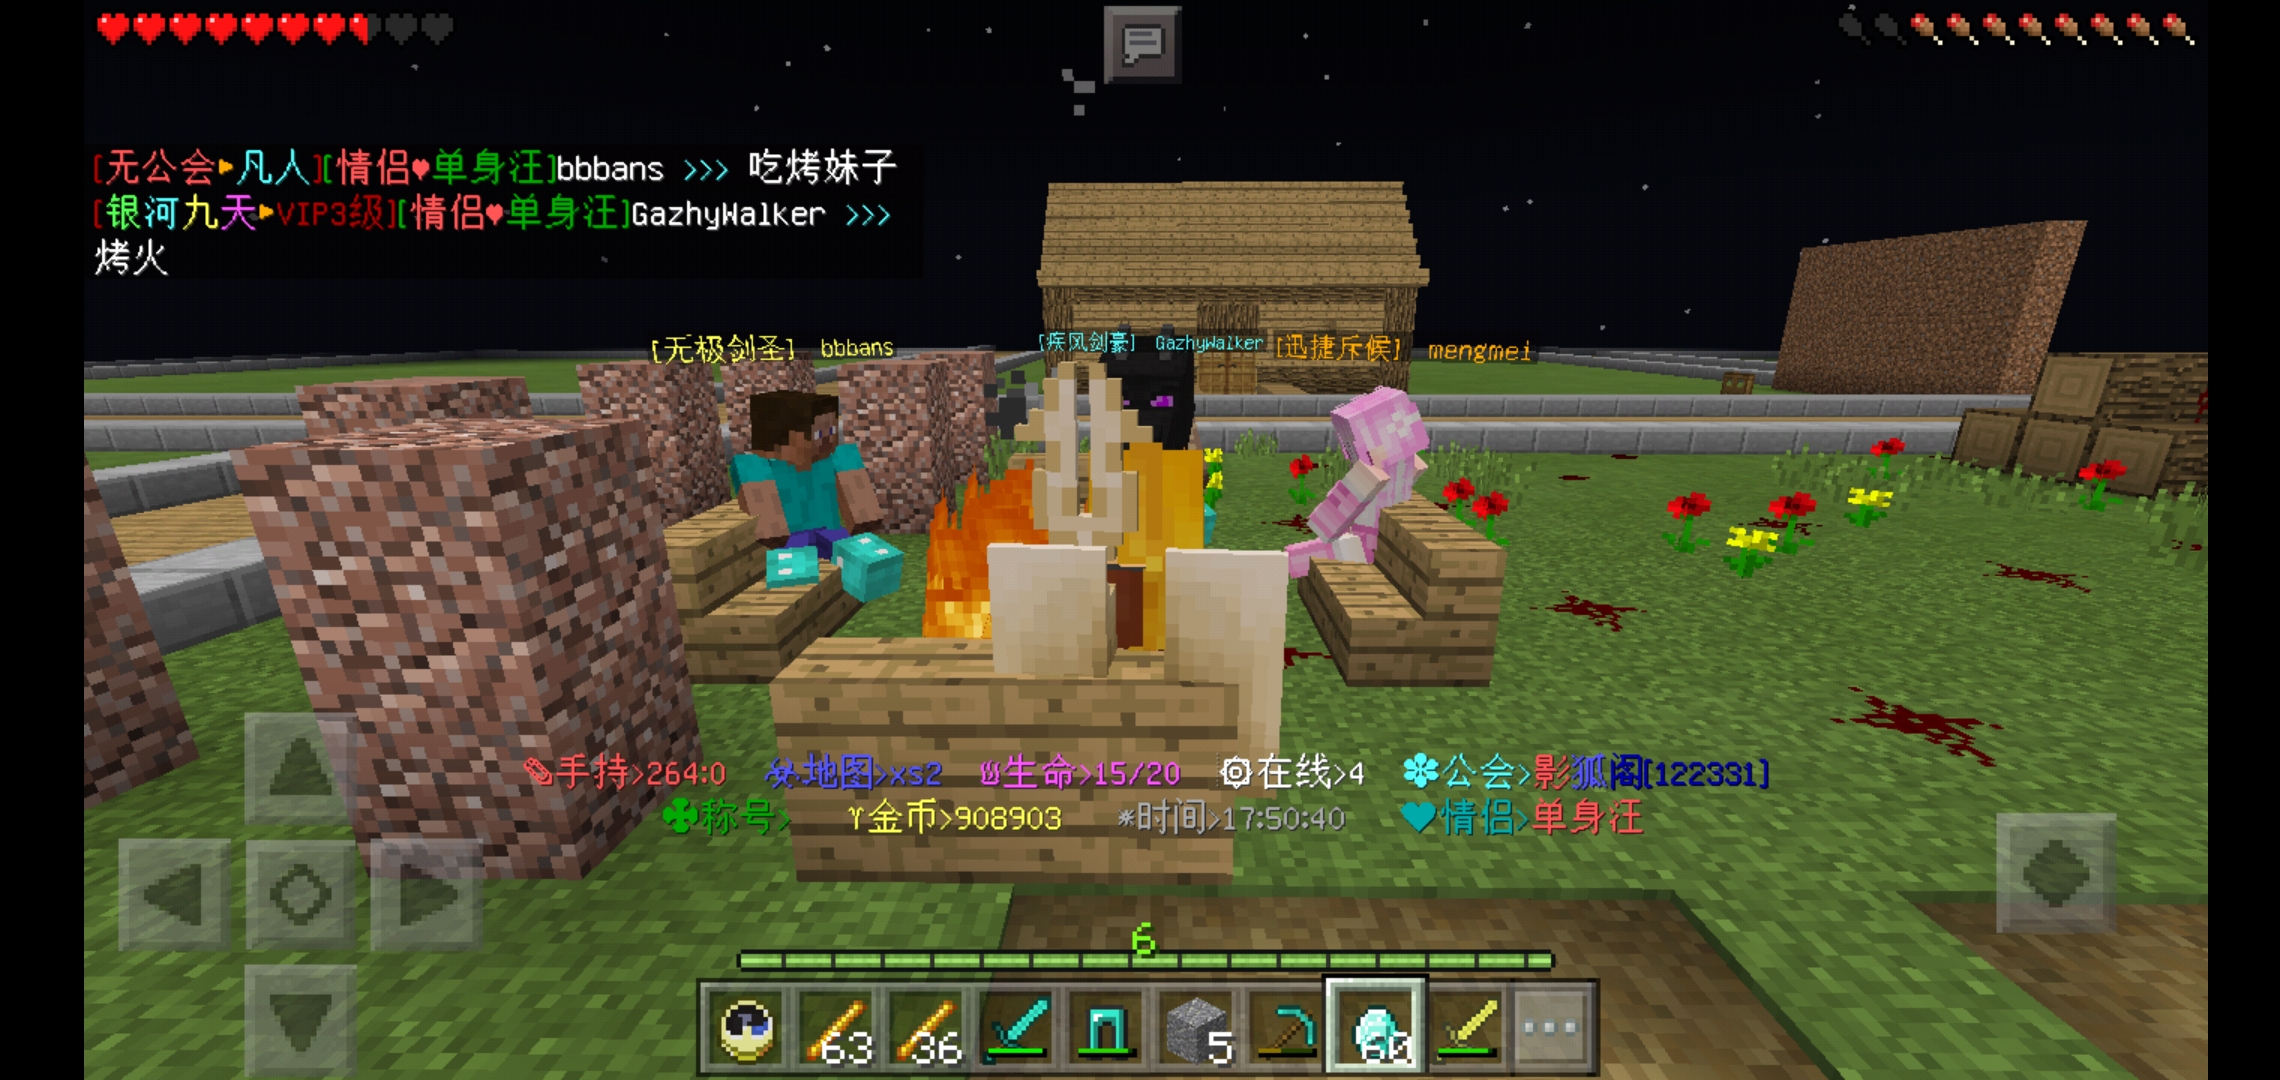 [无公会▸凡人][情侣♥单身汪]bbbans >>> 吃烤妹子
[银河九天▸VIP3级][情侣♥单身汪]GazhyWalker >>>
烤火
[无极剑圣] bbbans
[疾风剑豪] GazhyWalker
[迅捷斥候] mengmei
手持>264:0 地图>xs2 生命>15/20 在线>4 公会>影狐阁[122331]
称号> 金币>908903 时间>17:50:40 情侣>单身汪
6
63 36 5 60